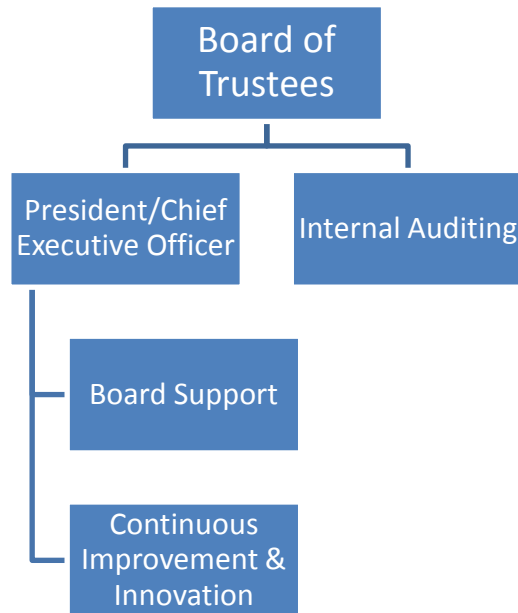 Board of
Trustees
President/Chief
Executive Officer
Internal Auditing
Board Support
Continuous
Improvement &
Innovation